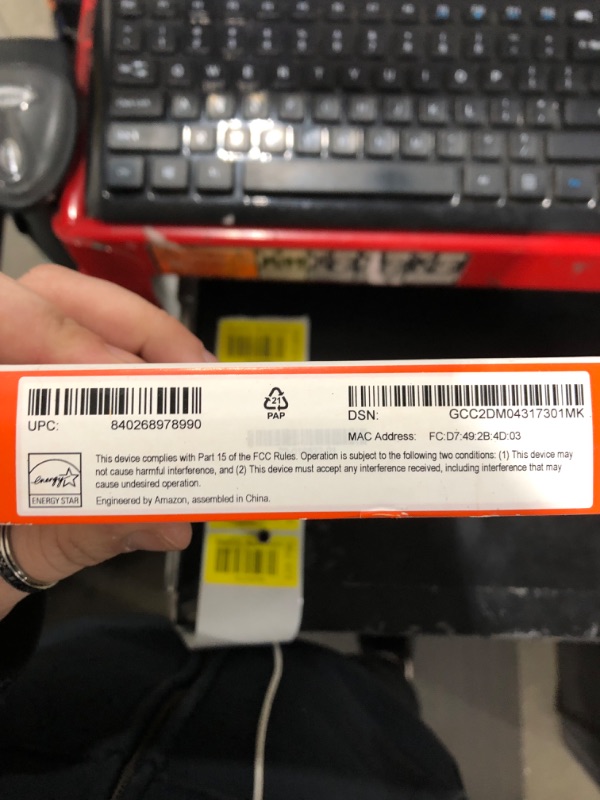 UPC: 840268978990
21
PAP
DSN: GCC2DM04317301MK
MAC Address: FC:D7:49:2B:4D:03
energy
ENERGY STAR
This device complies with Part 15 of the FCC Rules. Operation is subject to the following two conditions: (1) This device may
not cause harmful interference, and (2) This device must accept any interference received, including interference that may
cause undesired operation.
Engineered by Amazon, assembled in China.